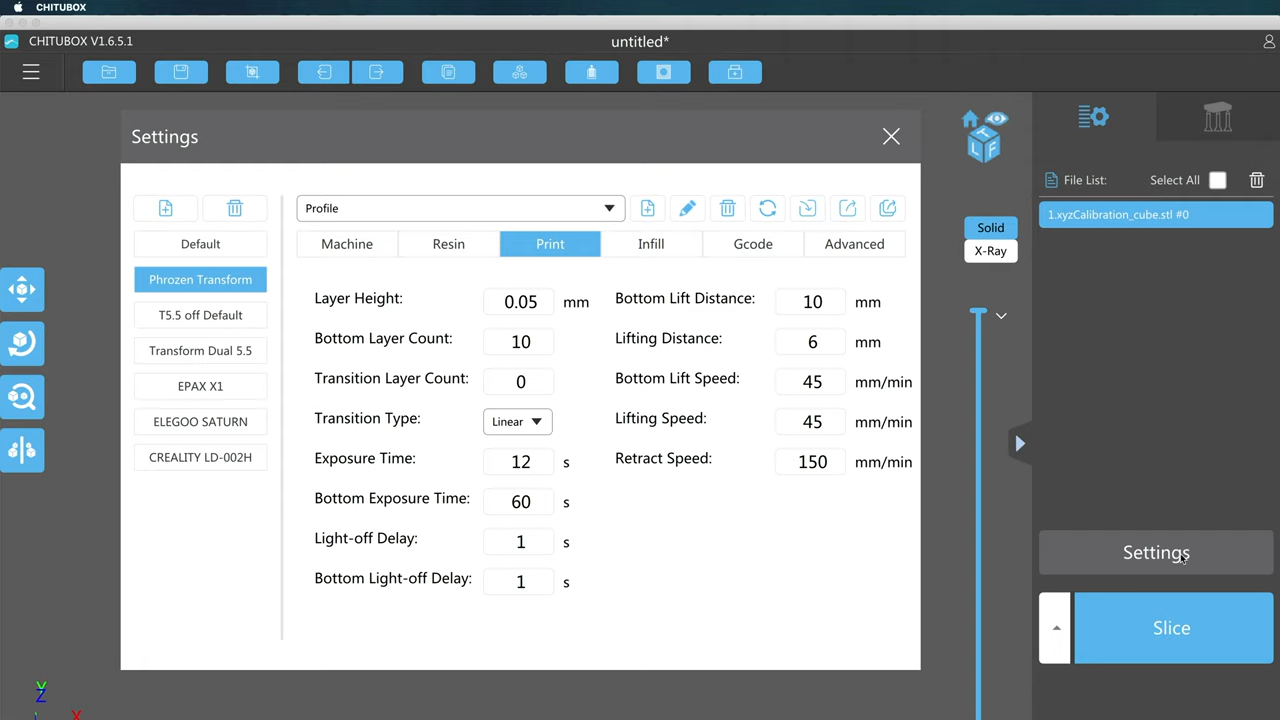 CHITUBOX
CHITUBOX V1.6.5.1
untitled*
Settings
Profile
Default
Phrozen Transform
T5.5 off Default
Transform Dual 5.5
EPAX X1
ELEGOO SATURN
CREALITY LD-002H
Machine Resin Print Infill Gcode Advanced
Layer Height: 0.05 mm
Bottom Layer Count: 10
Transition Layer Count: 0
Transition Type: Linear
Exposure Time: 12 s
Bottom Exposure Time: 60 s
Light-off Delay: 1 s
Bottom Light-off Delay: 1 s
Bottom Lift Distance: 10 mm
Lifting Distance: 6 mm
Bottom Lift Speed: 45 mm/min
Lifting Speed: 45 mm/min
Retract Speed: 150 mm/min
T
L F
Solid
X-Ray
File List: Select All
1.xyzCalibration_cube.stl #0
Settings
Slice
Y
Z
X